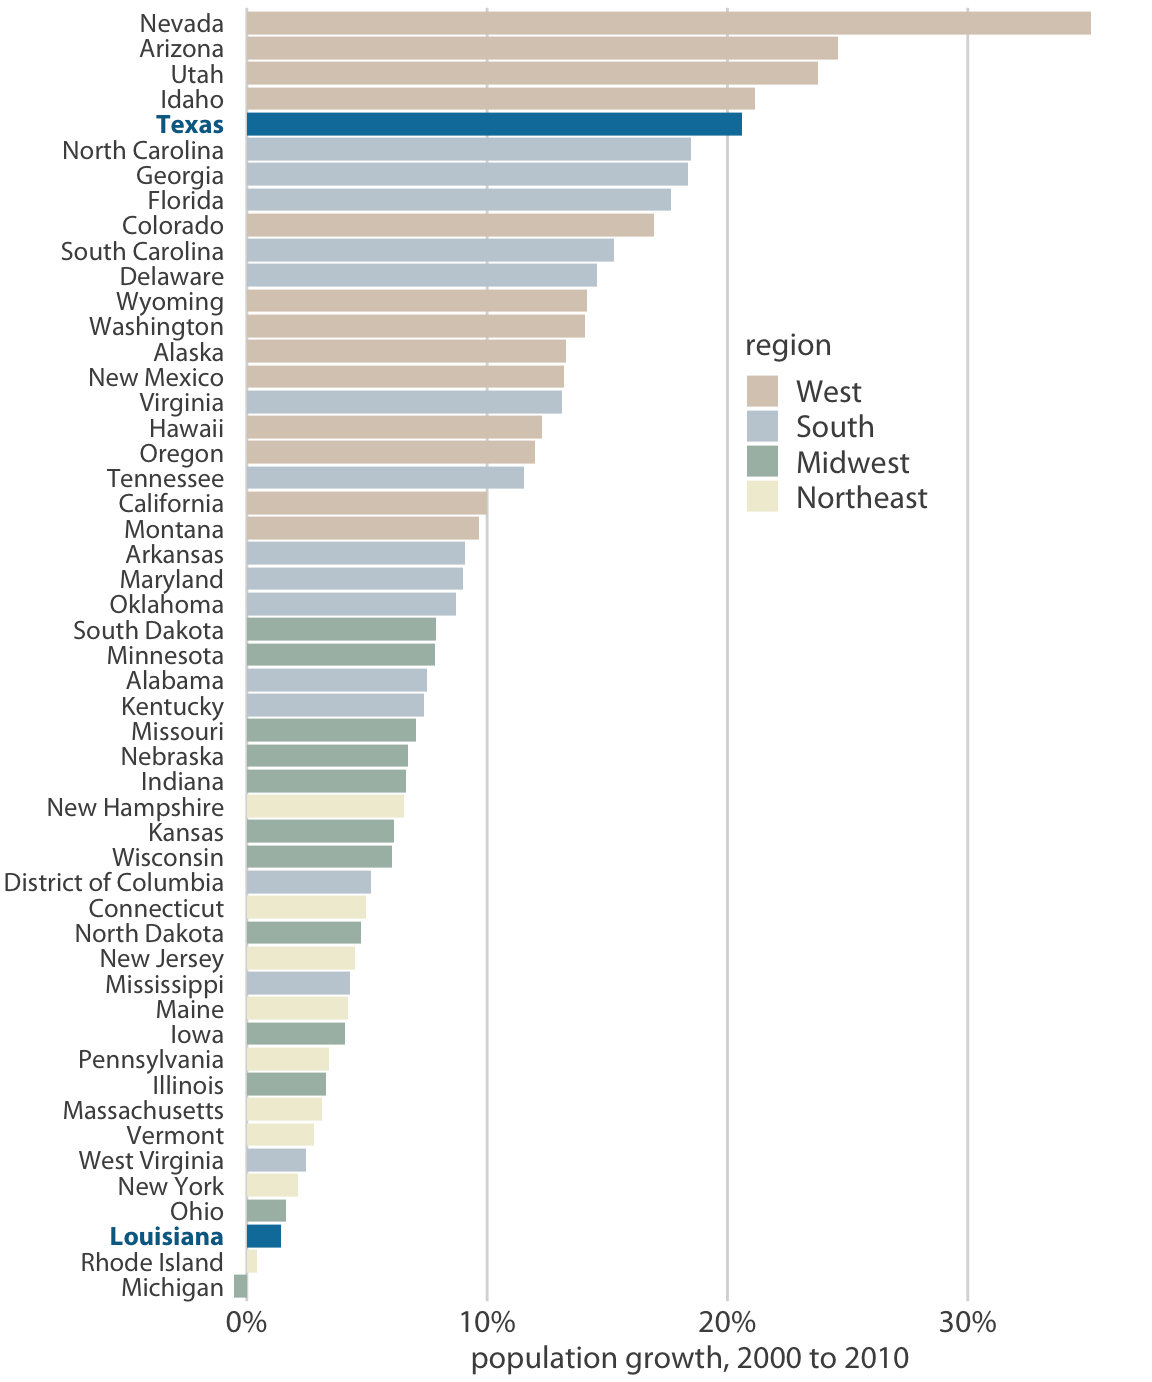 Nevada
Arizona
Utah
Idaho
Texas
North Carolina
Georgia
Florida
Colorado
South Carolina
Delaware
Wyoming
Washington
Alaska
New Mexico
Virginia
Hawaii
Oregon
Tennessee
California
Montana
Arkansas
Maryland
Oklahoma
South Dakota
Minnesota
Alabama
Kentucky
Missouri
Nebraska
Indiana
New Hampshire
Kansas
Wisconsin
District of Columbia
Connecticut
North Dakota
New Jersey
Mississippi
Maine
Iowa
Pennsylvania
Illinois
Massachusetts
Vermont
West Virginia
New York
Ohio
Louisiana
Rhode Island
Michigan
region
West
South
Midwest
Northeast
0% 10% 20% 30%
population growth, 2000 to 2010